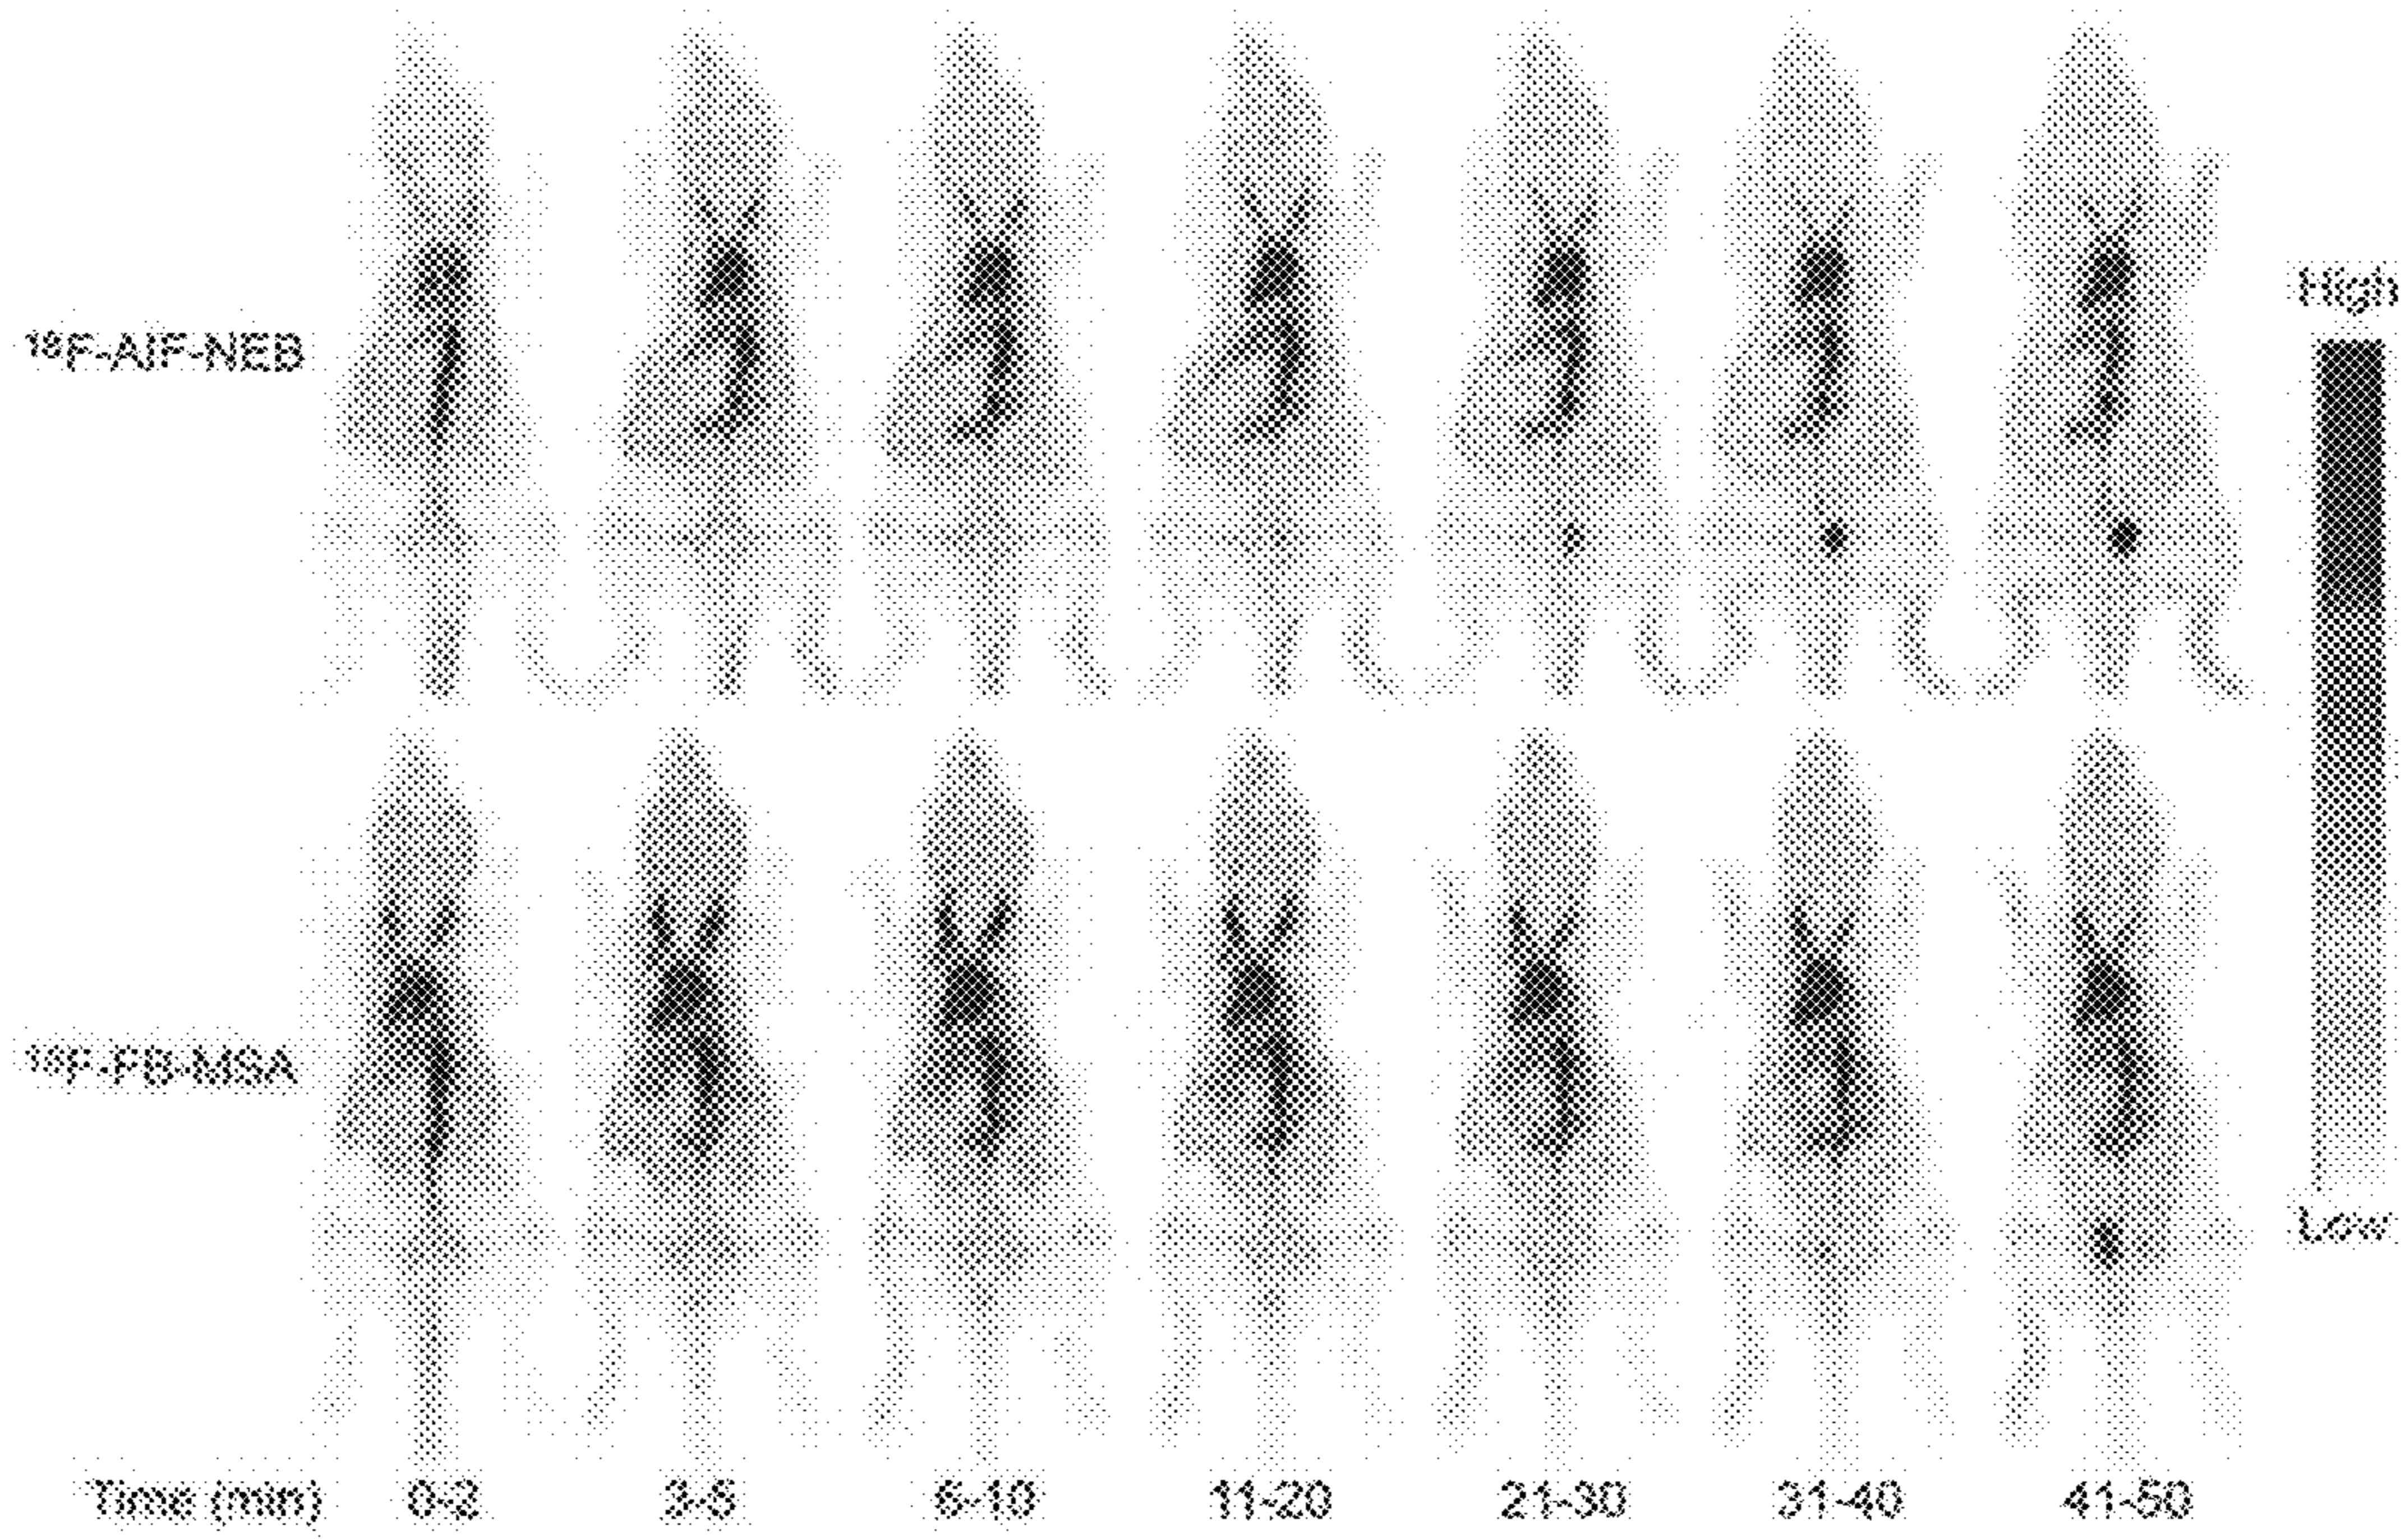 ¹⁸F-AlF-NEB
High
¹⁸F-FB-MSA
Low
Time (min) 0-2 3-5 6-10 11-20 21-30 31-40 41-50